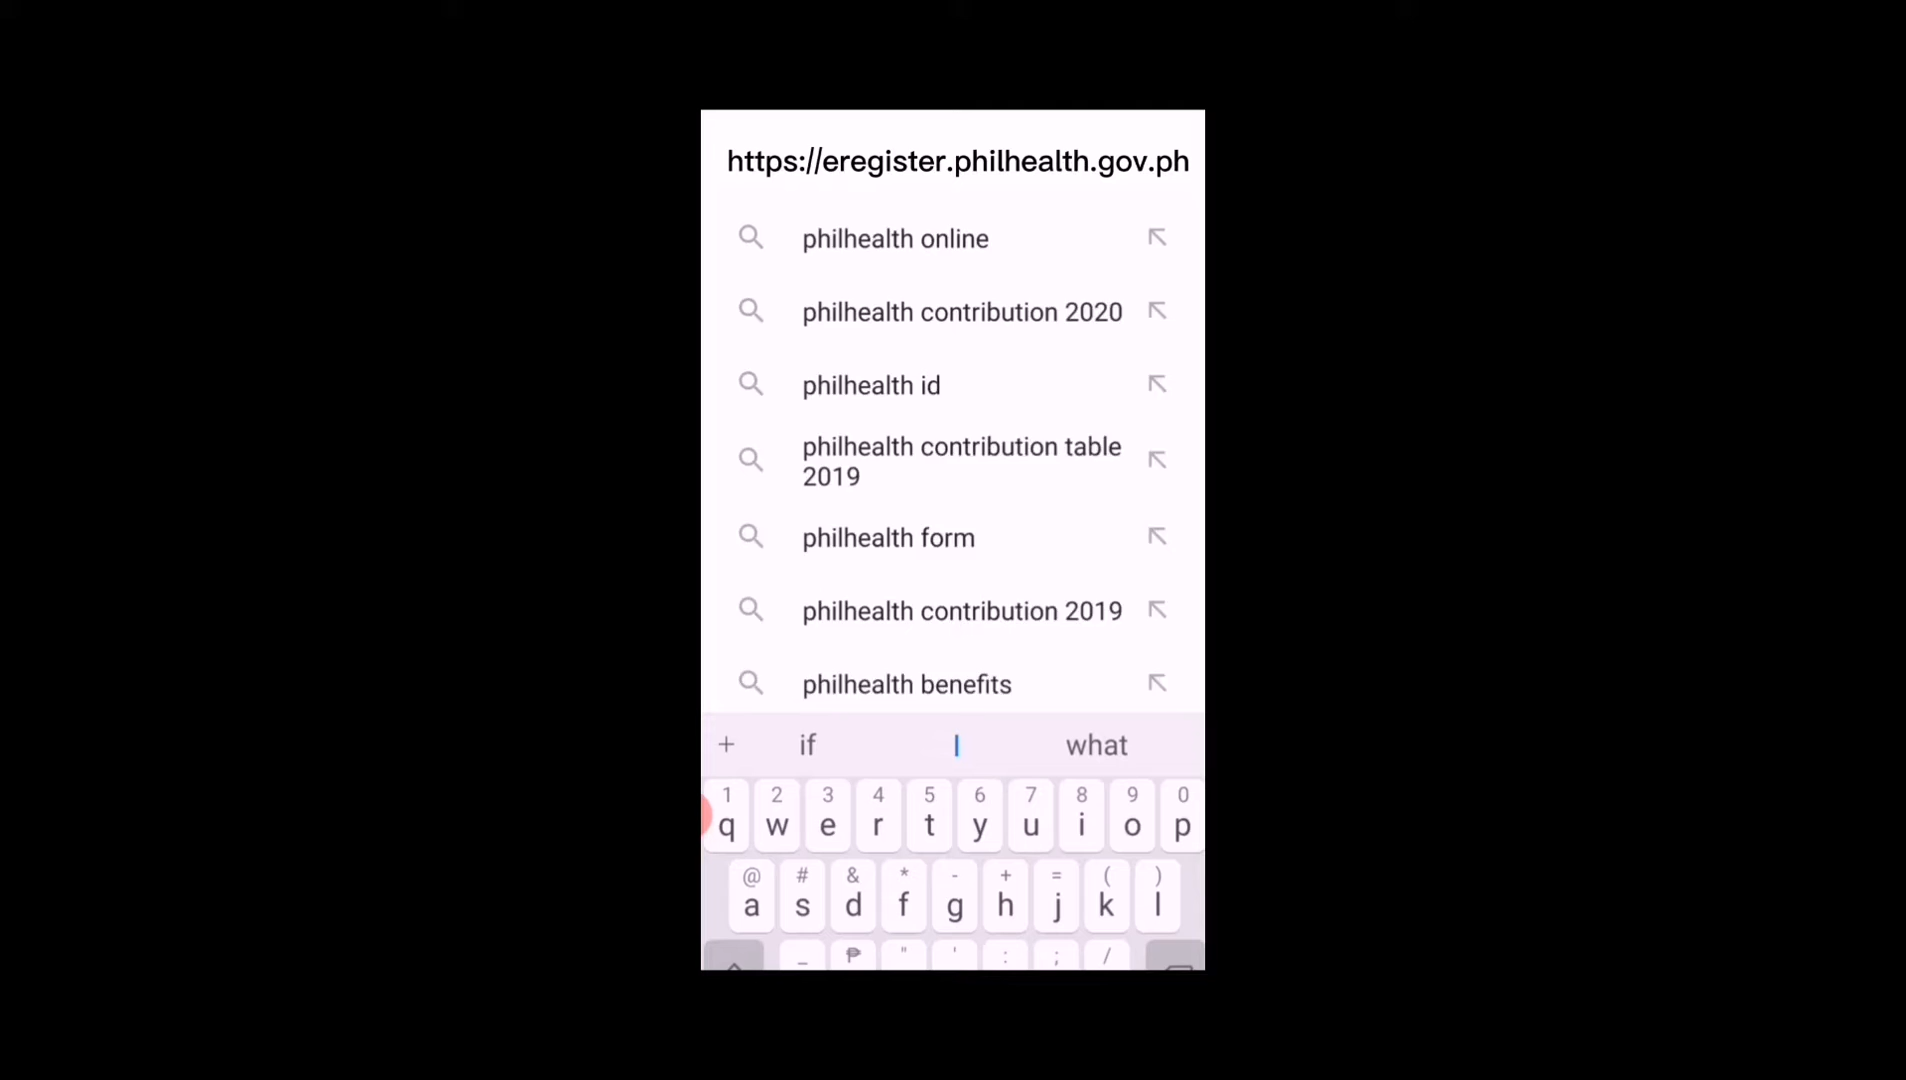 https://eregister.philhealth.gov.ph
philhealth online
philhealth contribution 2020
philhealth id
philhealth contribution table
2019
philhealth form
philhealth contribution 2019
philhealth benefits
+ if I what
1 2 3 4 5 6 7 8 9 0
q w e r t y u i o p
@ # & * - + = ( )
a s d f g h j k l
_ ₱ " ' : ; /